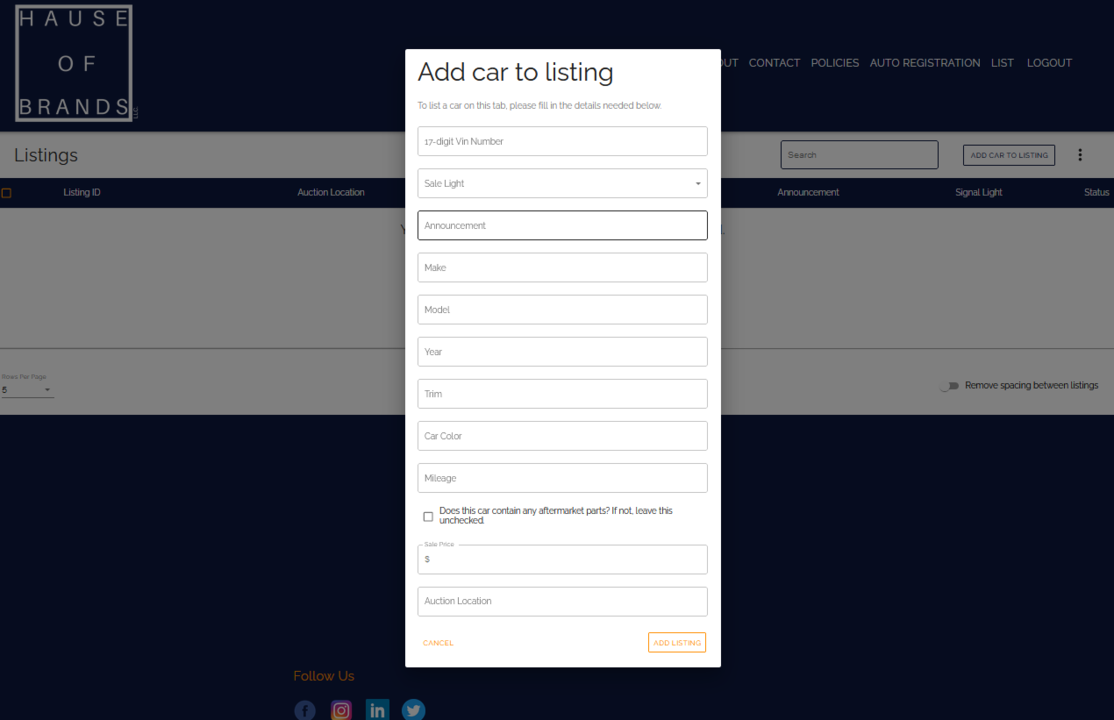 HAUSE
OF
BRANDS
LLC
CONTACT POLICIES AUTO REGISTRATION LIST LOGOUT
Listings
Search
ADD CAR TO LISTING
Listing ID
Auction Location
Announcement
Signal Light
Status
Add car to listing
To list a car on this tab, please fill in the details needed below.
17-digit Vin Number
Sale Light
Announcement
Make
Model
Year
Trim
Car Color
Mileage
Does this car contain any aftermarket parts? If not, leave this
unchecked.
Sale Price
$
Auction Location
CANCEL
ADD LISTING
Rows Per Page
5
Remove spacing between listings
Follow Us